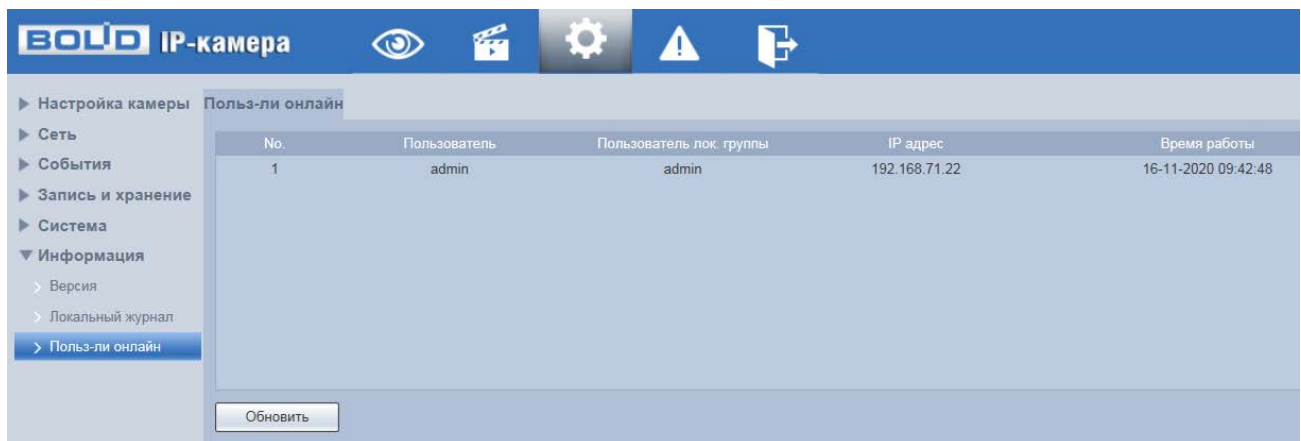 BOLID IP-камера
Настройка камеры
Сеть
События
Запись и хранение
Система
Информация
Версия
Локальный журнал
Польз-ли онлайн
Польз-ли онлайн
No. Пользователь Пользователь лок. группы IP адрес Время работы
1 admin admin 192.168.71.22 16-11-2020 09:42:48
Обновить